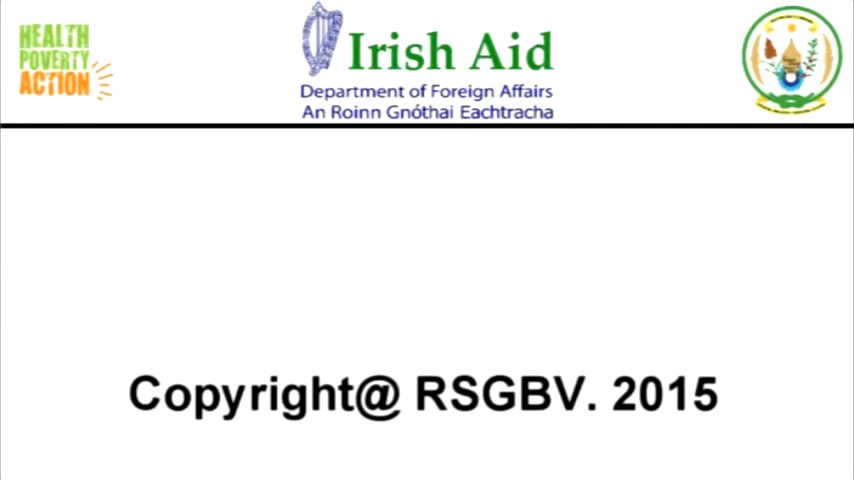 HEALTH
POVERTY
ACTION
Irish Aid
Department of Foreign Affairs
An Roinn Gnóthai Eachtracha
Copyright@ RSGBV. 2015